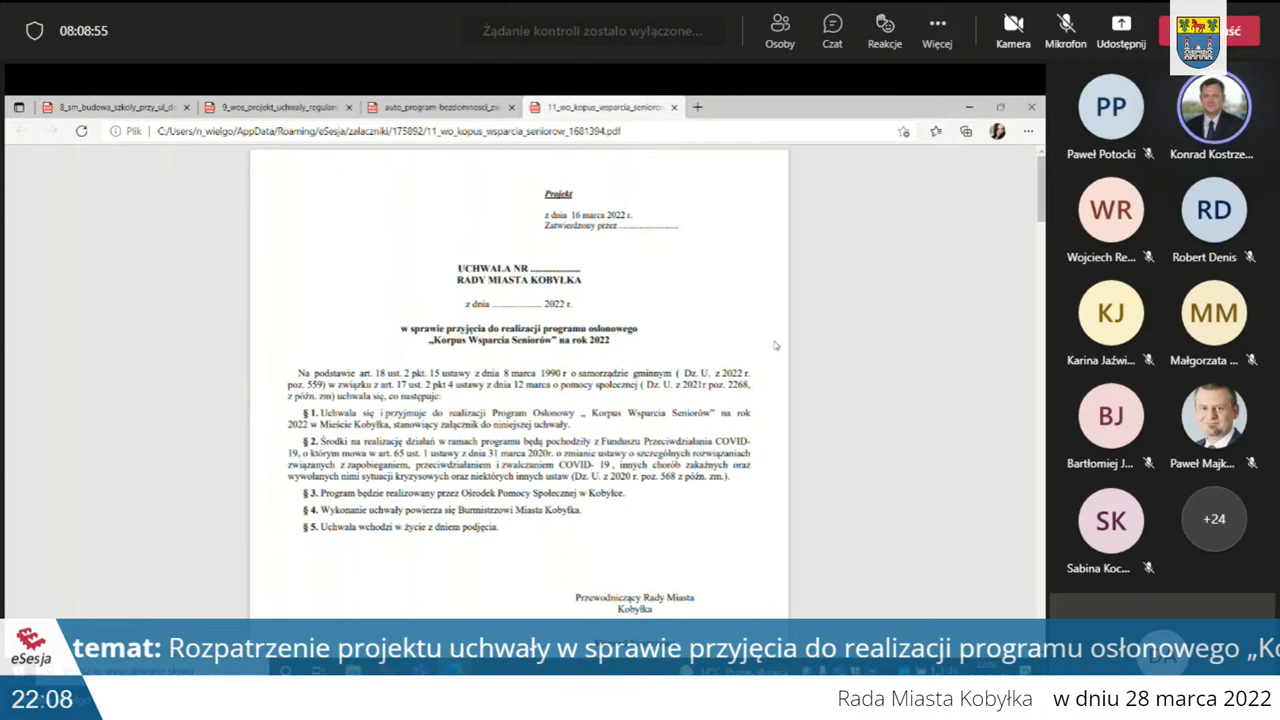 08:08:55
Żądanie kontroli zostało wyłączone...
Osoby
Czat
Reakcje
Więcej
Kamera
Mikrofon
Udostępnij
8_sm_budowa_szkoly_przy_ul_d
9_wos_projekt_uchwaly_regulam
auto_program-bezdomnosci_zw
11_wo_kopus_wsparcia_seniorow
Plik
C:/Users/n_wielgo/AppData/Roaming/eSesja/zalaczniki/175892/11_wo_kopus_wsparcia_seniorow_1681394.pdf
Projekt
z dnia 16 marca 2022 r.
Zatwierdzony przez ........................
UCHWAŁA NR ....................
RADY MIASTA KOBYŁKA
z dnia .................... 2022 r.
w sprawie przyjęcia do realizacji programu osłonowego
„Korpus Wsparcia Seniorów” na rok 2022
Na podstawie art. 18 ust. 2 pkt. 15 ustawy z dnia 8 marca 1990 r o samorządzie gminnym ( Dz. U. z 2022 r.
poz. 559) w związku z art. 17 ust. 2 pkt 4 ustawy z dnia 12 marca o pomocy społecznej ( Dz. U. z 2021r poz. 2268,
z późn. zm) uchwala się, co następuje:
§ 1. Uchwala się i przyjmuje do realizacji Program Osłonowy „ Korpus Wsparcia Seniorów” na rok
2022 w Mieście Kobyłka, stanowiący załącznik do niniejszej uchwały.
§ 2. Środki na realizację działań w ramach programu będą pochodziły z Funduszu Przeciwdziałania COVID-
19, o którym mowa w art. 65 ust. 1 ustawy z dnia 31 marca 2020r. o zmianie ustawy o szczególnych rozwiązaniach
związanych z zapobieganiem, przeciwdziałaniem i zwalczaniem COVID- 19 , innych chorób zakaźnych oraz
wywołanych nimi sytuacji kryzysowych oraz niektórych innych ustaw (Dz. U. z 2020 r. poz. 568 z późn. zm.).
§ 3. Program będzie realizowany przez Ośrodek Pomocy Społecznej w Kobyłce.
§ 4. Wykonanie uchwały powierza się Burmistrzowi Miasta Kobyłka.
§ 5. Uchwała wchodzi w życie z dniem podjęcia.
Przewodniczący Rady Miasta
Kobyłka
PP
Paweł Potocki
Konrad Kostrze...
WR
Wojciech Re...
RD
Robert Denis
KJ
Karina Jaźwi...
MM
Małgorzata ...
BJ
Bartłomiej J...
Paweł Majk...
SK
Sabina Koc...
+24
eSesja
temat: Rozpatrzenie projektu uchwały w sprawie przyjęcia do realizacji programu osłonowego „Ko
22:08
Rada Miasta Kobyłka
w dniu 28 marca 2022